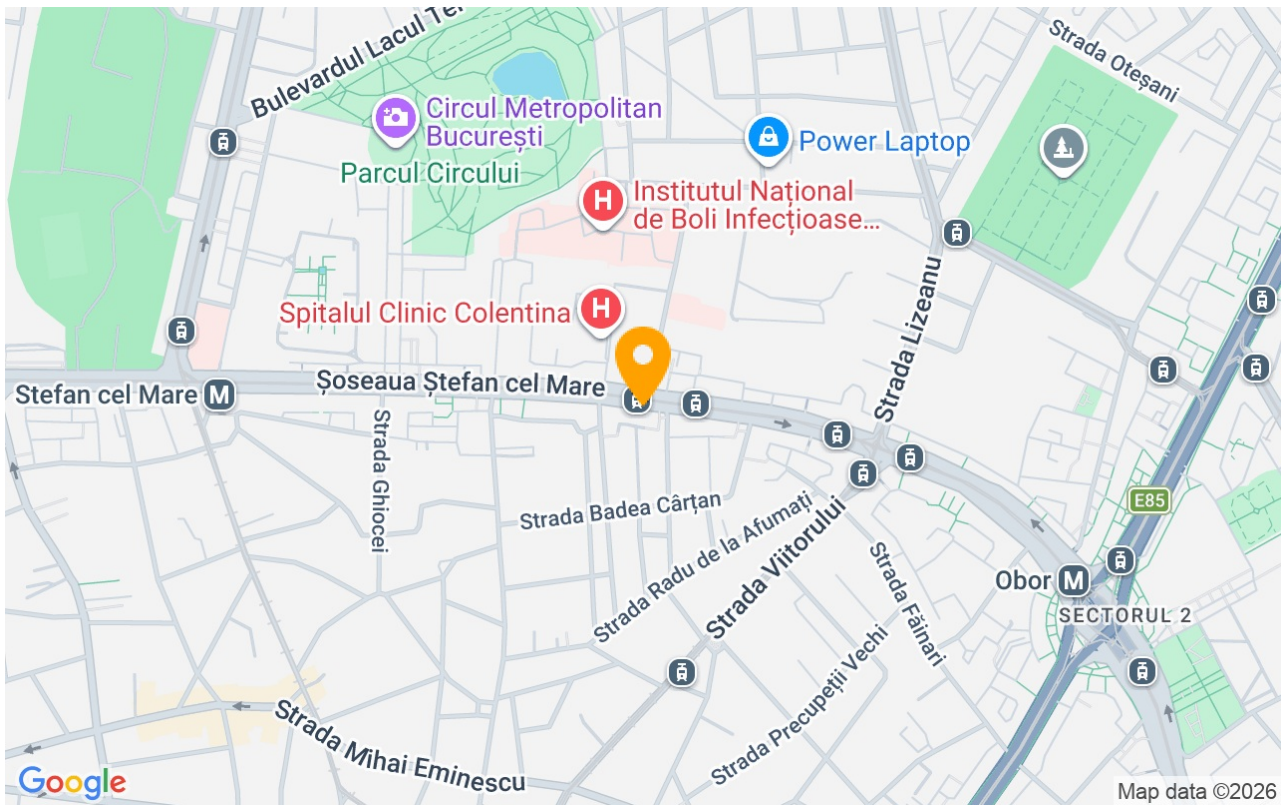 Strada Oteșani
Bulevardul Lacul Tei
Circul Metropolitan
București
Parcul Circului
Power Laptop
H
Institutul Național
de Boli Infecțioase...
Strada Lizeanu
Spitalul Clinic Colentina
H
Șoseaua Ștefan cel Mare
Stefan cel Mare M
Strada Ghiocei
Strada Badea Cârțan
E85
Strada Radu de la Afumați
Strada Viitorului
Strada Făinari
Obor M
SECTORUL 2
Strada Precupeții Vechi
Strada Mihai Eminescu
Google
Map data ©2026